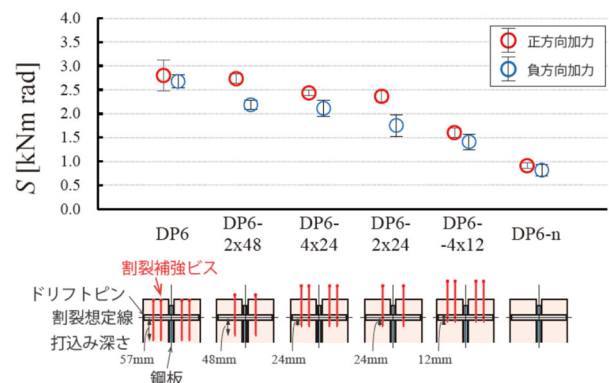 4.0
3.5
3.0
2.5
2.0
1.5
1.0
0.5
0.0
S [kNm rad]
正方向加力
負方向加力
DP6
DP6-
2x48
DP6-
4x24
DP6-
2x24
DP6-
-4x12
DP6-n
割裂補強ビス
ドリフトピン
割裂想定線
打込み深さ
57mm
48mm
24mm
24mm
12mm
鋼板